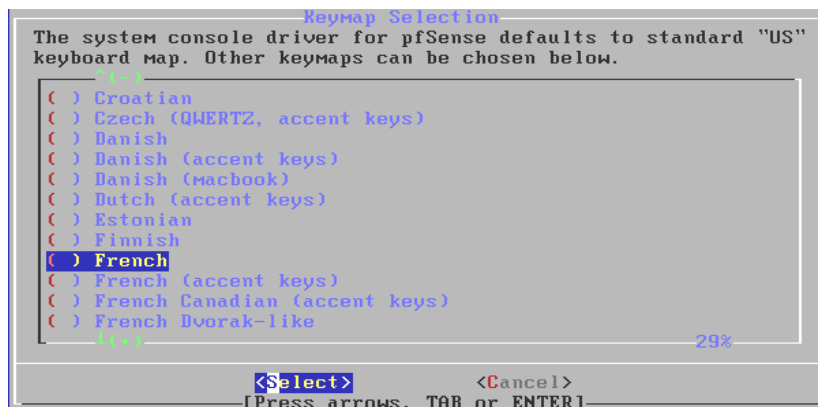 Keymap Selection
The system console driver for pfSense defaults to standard "US"
keyboard map. Other keymaps can be chosen below.
^(-)
( ) Croatian
( ) Czech (QWERTZ, accent keys)
( ) Danish
( ) Danish (accent keys)
( ) Danish (macbook)
( ) Dutch (accent keys)
( ) Estonian
( ) Finnish
( ) French
( ) French (accent keys)
( ) French Canadian (accent keys)
( ) French Dvorak-like
(+) 29%
<Select> <Cancel>
[Press arrows, TAB or ENTER]